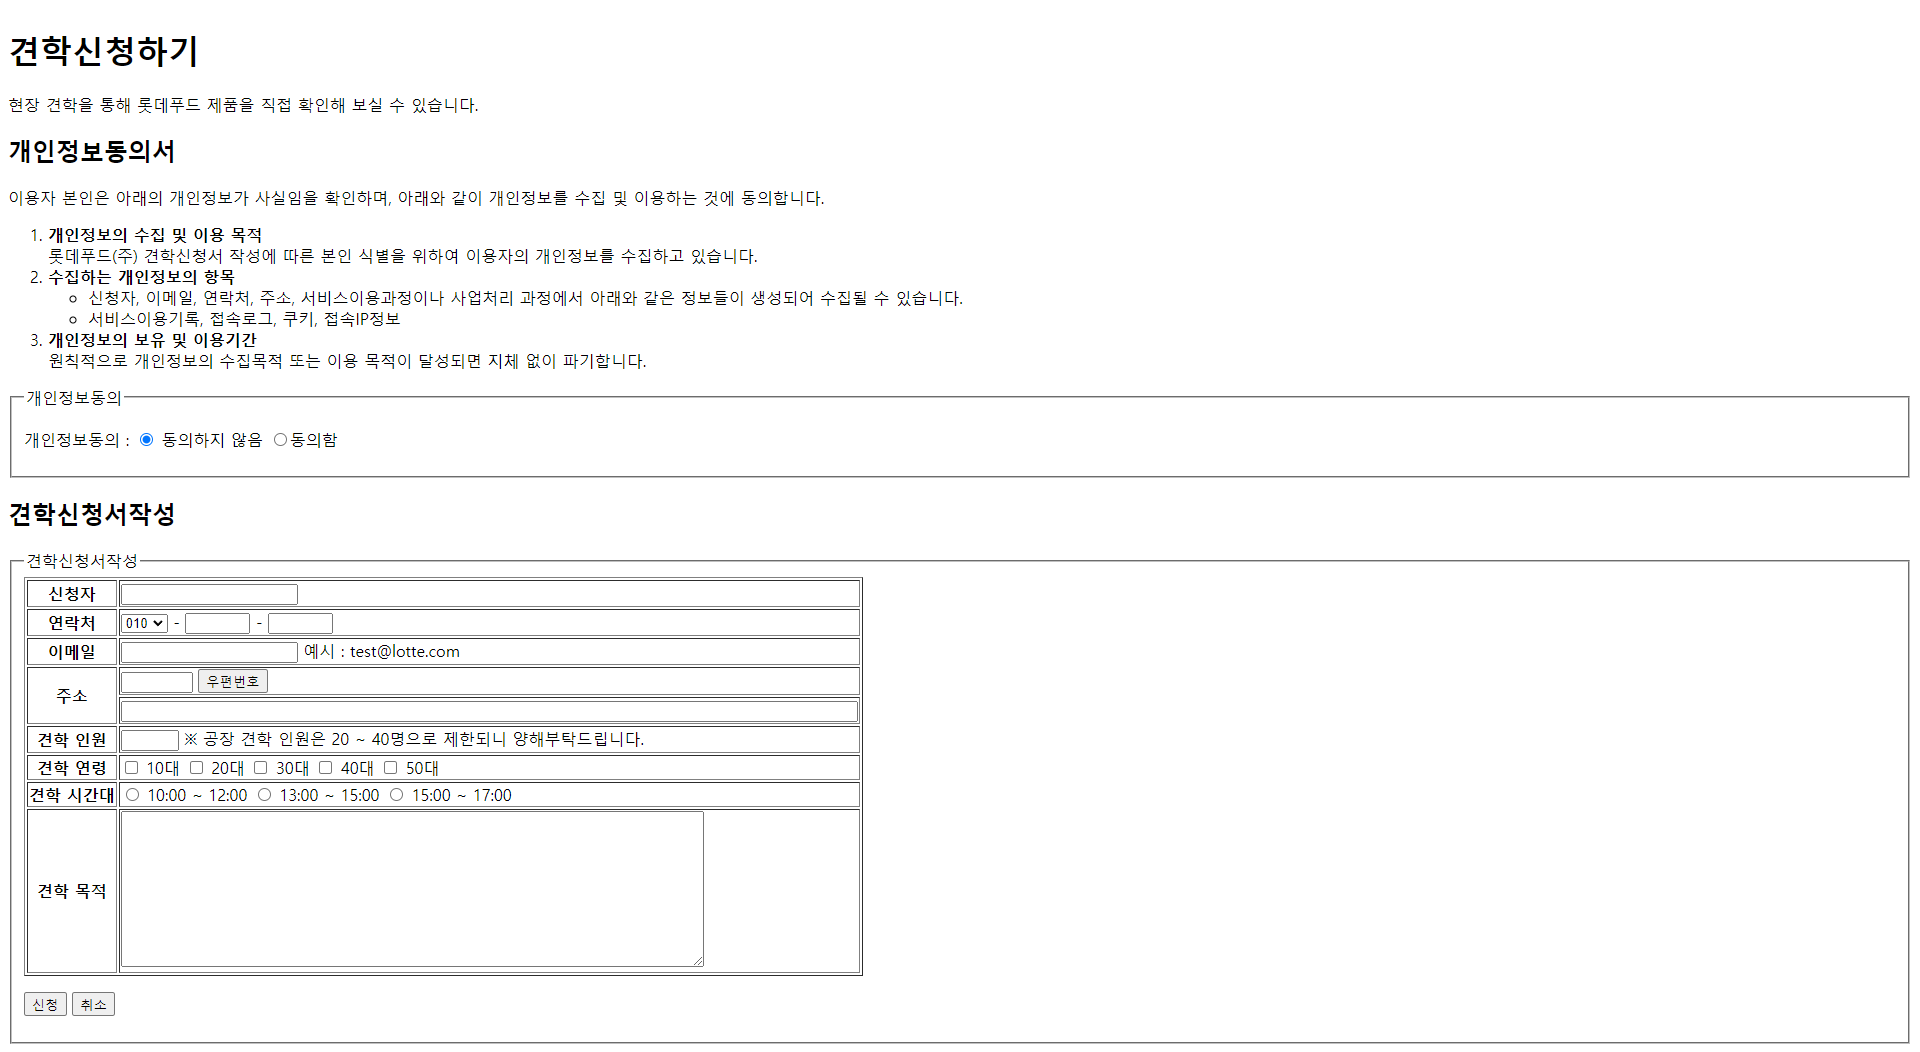 견학신청하기
현장 견학을 통해 롯데푸드 제품을 직접 확인해 보실 수 있습니다.
개인정보동의서
이용자 본인은 아래의 개인정보가 사실임을 확인하며, 아래와 같이 개인정보를 수집 및 이용하는 것에 동의합니다.
1. 개인정보의 수집 및 이용 목적
롯데푸드(주) 견학신청서 작성에 따른 본인 식별을 위하여 이용자의 개인정보를 수집하고 있습니다.
2. 수집하는 개인정보의 항목
신청자, 이메일, 연락처, 주소, 서비스이용과정이나 사업처리 과정에서 아래와 같은 정보들이 생성되어 수집될 수 있습니다.
서비스이용기록, 접속로그, 쿠키, 접속IP정보
3. 개인정보의 보유 및 이용기간
원칙적으로 개인정보의 수집목적 또는 이용 목적이 달성되면 지체 없이 파기합니다.
개인정보동의
개인정보동의 : 동의하지 않음 동의함
견학신청서작성
견학신청서작성
신청자
연락처 010 - -
이메일 예시 : test@lotte.com
주소 우편번호
견학 인원 ※ 공장 견학 인원은 20 ~ 40명으로 제한되니 양해부탁드립니다.
견학 연령 10대 20대 30대 40대 50대
견학 시간대 10:00 ~ 12:00 13:00 ~ 15:00 15:00 ~ 17:00
견학 목적
신청 취소